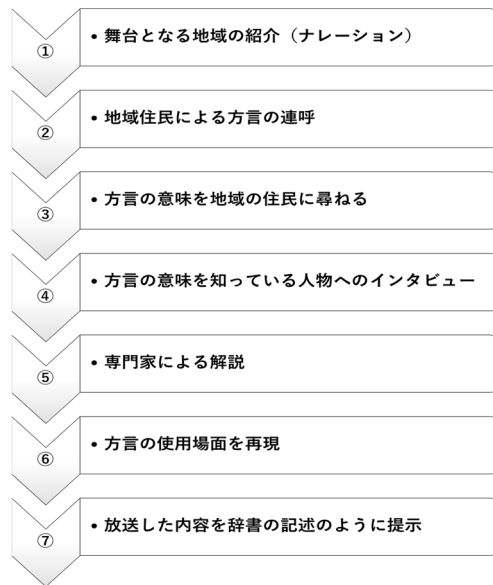 ①
• 舞台となる地域の紹介（ナレーション）
②
• 地域住民による方言の連呼
③
• 方言の意味を地域の住民に尋ねる
④
• 方言の意味を知っている人物へのインタビュー
⑤
• 専門家による解説
⑥
• 方言の使用場面を再現
⑦
• 放送した内容を辞書の記述のように提示